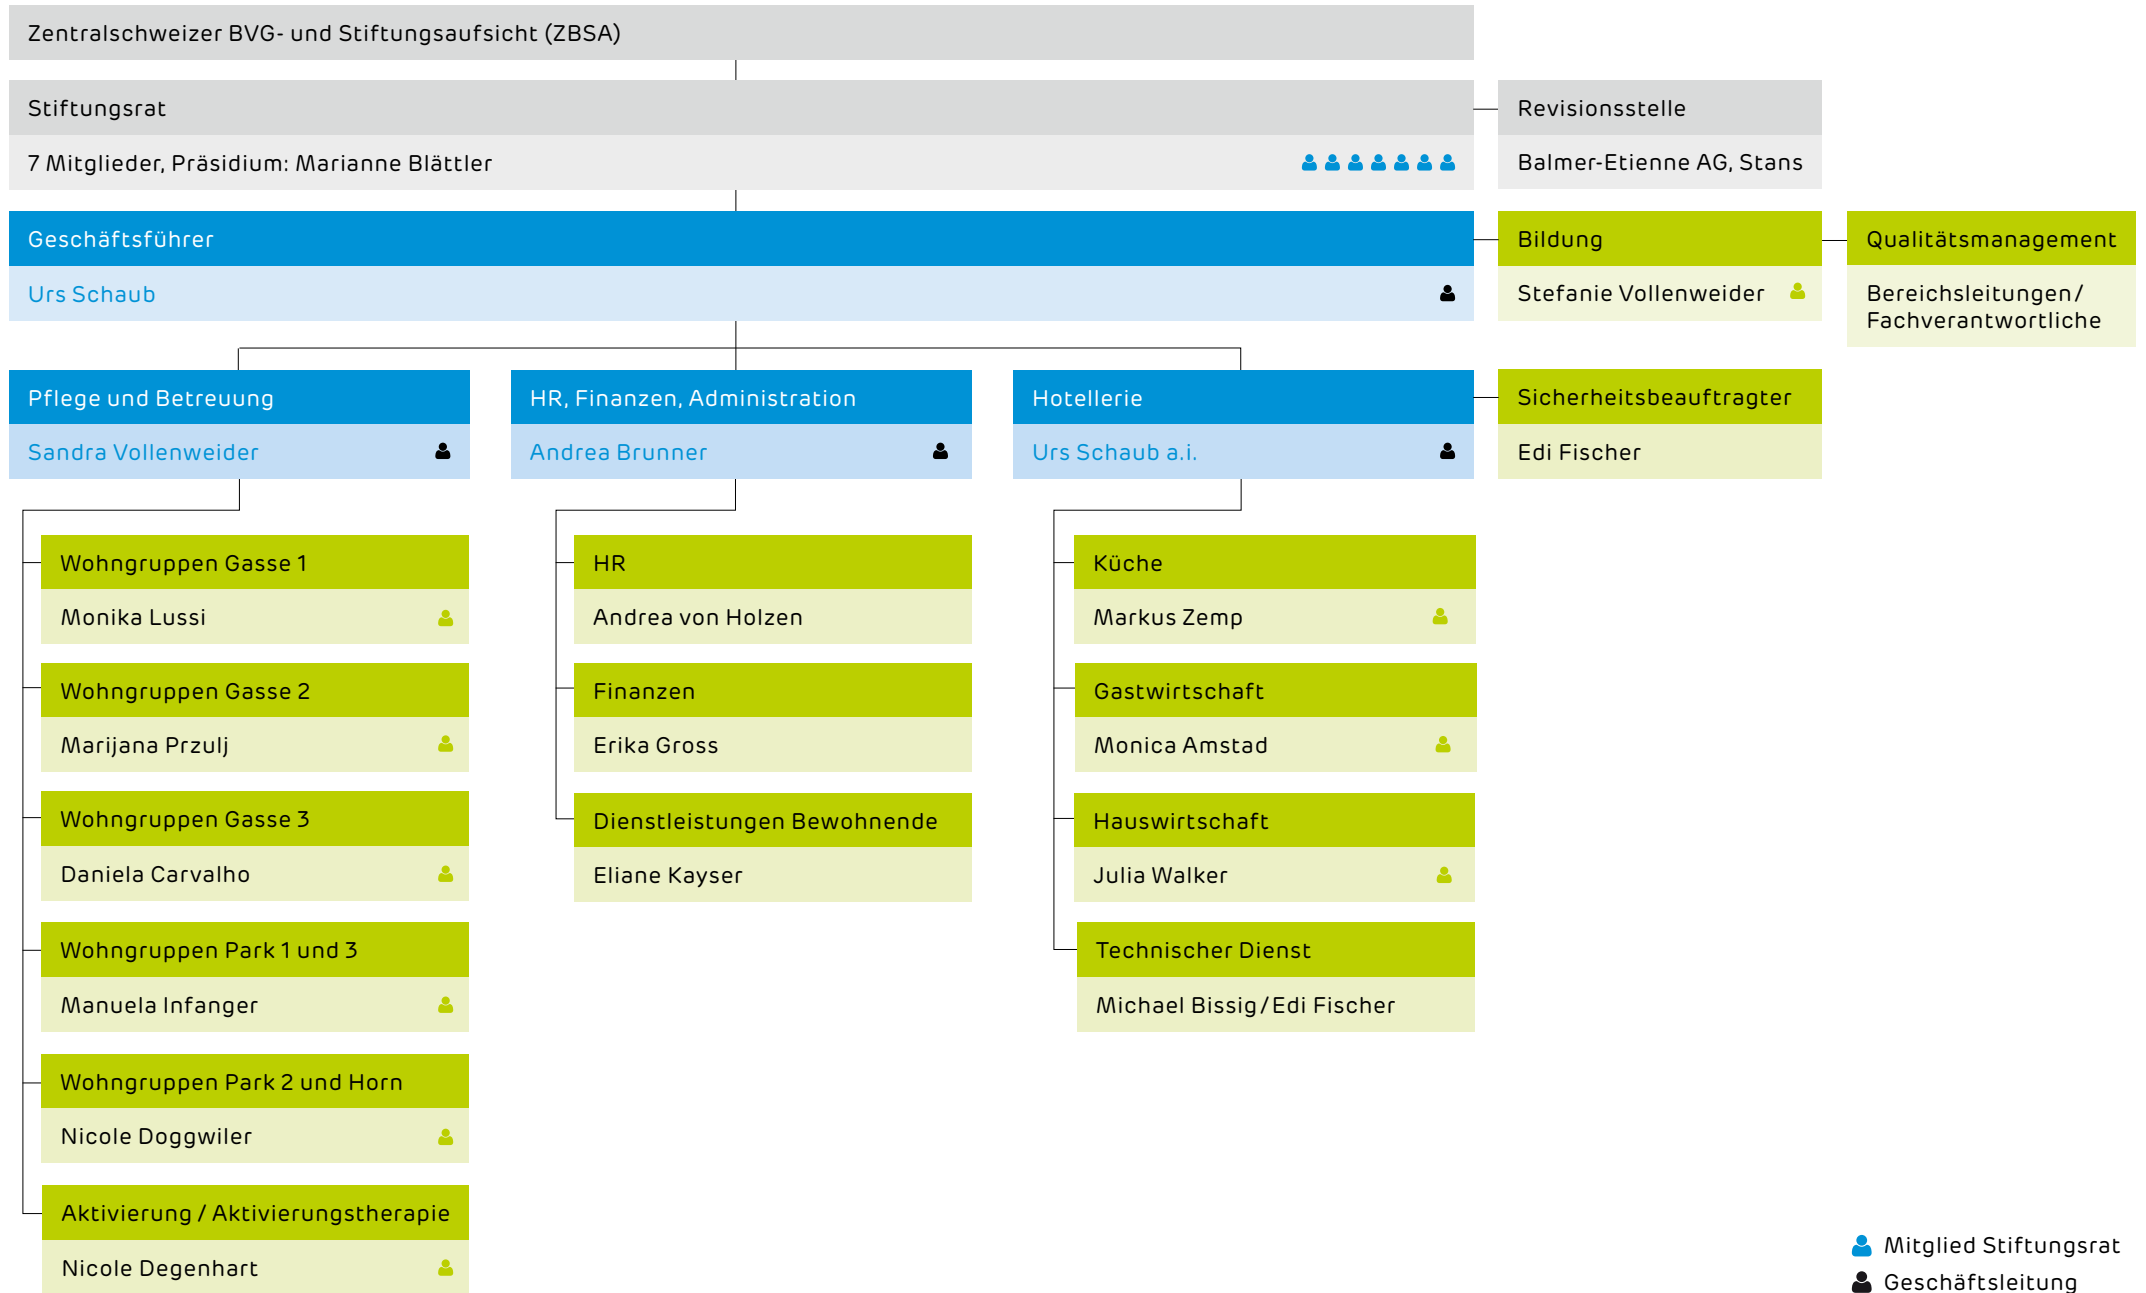 Zentralschweizer BVG- und Stiftungsaufsicht (ZBSA)
Stiftungsrat
7 Mitglieder, Präsidium: Marianne Blättler
Revisionsstelle
Balmer-Etienne AG, Stans
Geschäftsführer
Urs Schaub
Bildung
Stefanie Vollenweider
Qualitätsmanagement
Bereichsleitungen/
Fachverantwortliche
Pflege und Betreuung
Sandra Vollenweider
HR, Finanzen, Administration
Andrea Brunner
Hotellerie
Urs Schaub a.i.
Sicherheitsbeauftragter
Edi Fischer
Wohngruppen Gasse 1
Monika Lussi
Wohngruppen Gasse 2
Marijana Przulj
Wohngruppen Gasse 3
Daniela Carvalho
Wohngruppen Park 1 und 3
Manuela Infanger
Wohngruppen Park 2 und Horn
Nicole Doggwiler
Aktivierung / Aktivierungstherapie
Nicole Degenhart
HR
Andrea von Holzen
Finanzen
Erika Gross
Dienstleistungen Bewohnende
Eliane Kayser
Küche
Markus Zemp
Gastwirtschaft
Monica Amstad
Hauswirtschaft
Julia Walker
Technischer Dienst
Michael Bissig/Edi Fischer
Mitglied Stiftungsrat
Geschäftsleitung